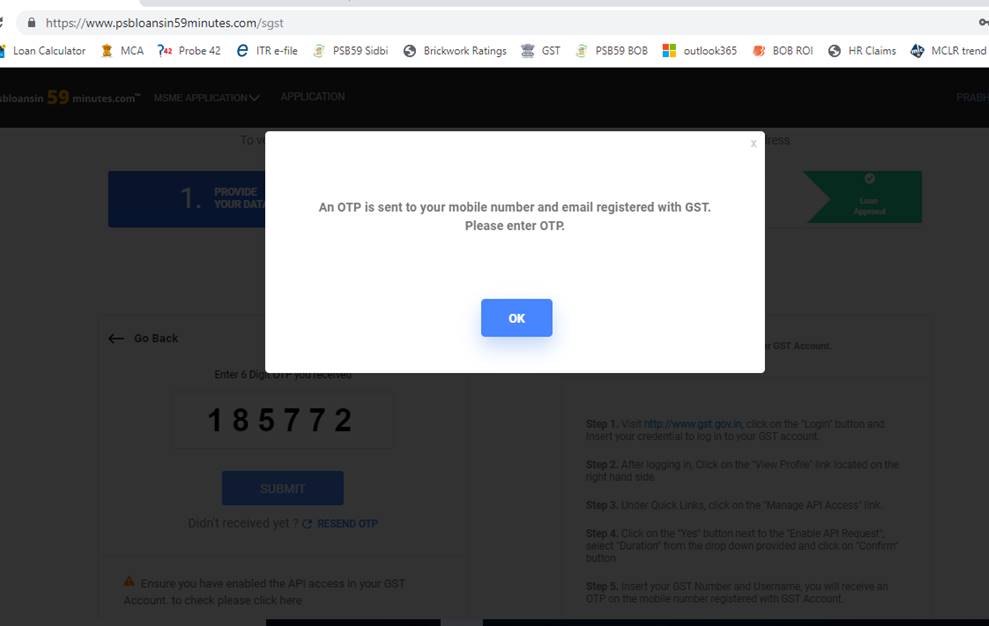 https://www.psbloansin59minutes.com/sgst
Loan Calculator MCA 42 Probe 42 ITR e-file PSB59 Sidbi Brickwork Ratings GST PSB59 BOB outlook365 BOB ROI HR Claims MCLR trend
sbloansin 59 minutes.com™ MSME APPLICATION APPLICATION PRABH
To v ress
x
1. PROVIDE
YOUR DATA
Loan
Approval
An OTP is sent to your mobile number and email registered with GST.
Please enter OTP.
OK
Go Back
r GST Account.
Enter 6 Digit OTP you received
185772
SUBMIT
Didn't received yet ? RESEND OTP
Ensure you have enabled the API access in your GST
Account. to check please click here
Step 1. Visit http://www.gst.gov.in, click on the "Login" button and
Insert your credential to log in to your GST account.
Step 2. After logging in, Click on the "View Profile" link located on the
right hand side.
Step 3. Under Quick Links, click on the "Manage API Access" link.
Step 4. Click on the "Yes" button next to the "Enable API Request",
select "Duration" from the drop down provided and click on "Confirm"
button
Step 5. Insert your GST Number and Username, you will receive an
OTP on the mobile number registered with GST Account.